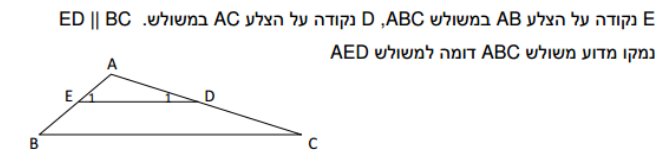 E נקודה על הצלע AB במשולש ABC, D נקודה על הצלע AC במשולש. ED || BC
נמקו מדוע משולש ABC דומה למשולש AED
A
E 1 1 D
B C